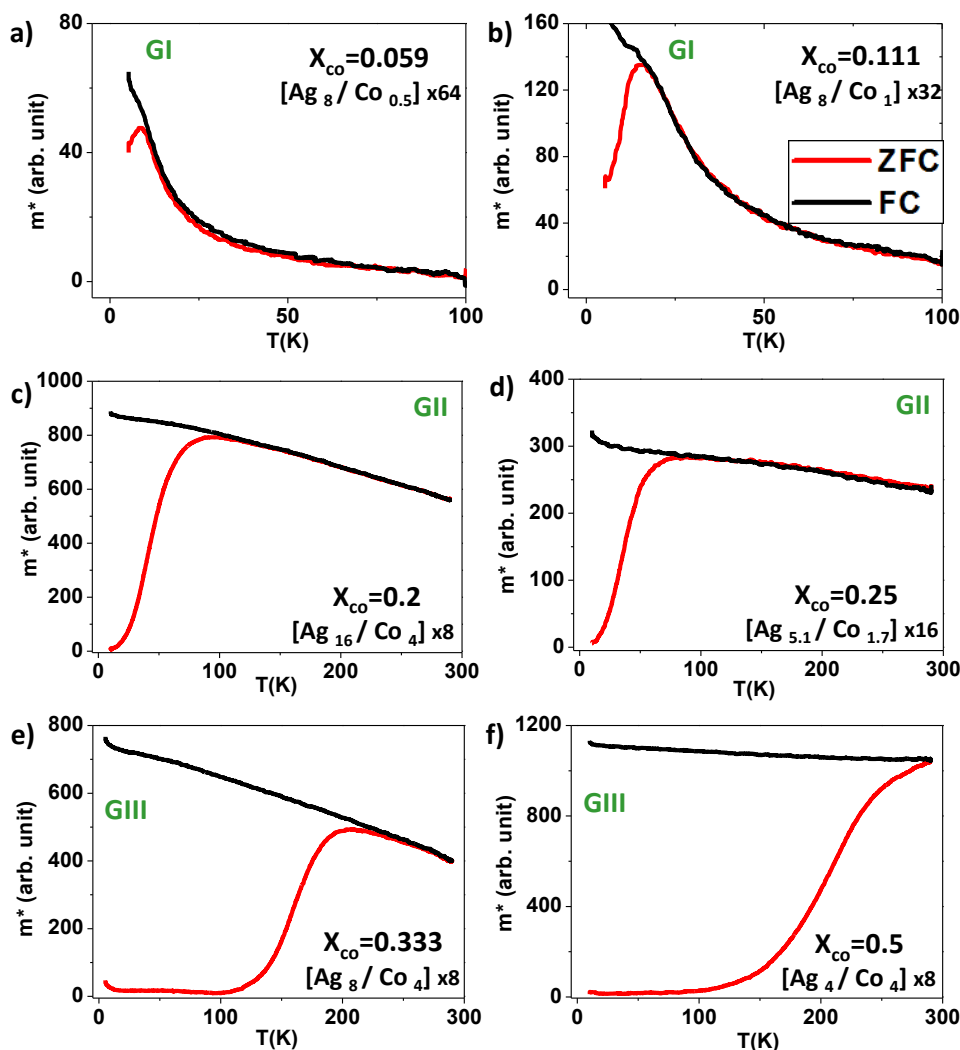 a)
GI
X_co=0.059
[Ag 8 / Co 0.5] x64
80
40
0
m* (arb. unit)
50
100
T(K)
b)
GI
X_co=0.111
[Ag 8 / Co 1] x32
ZFC
FC
160
120
80
40
0
m* (arb. unit)
0
50
100
T(K)
c)
GII
X_co=0.2
[Ag 16 / Co 4] x8
1000
800
600
400
200
0
m* (arb. unit)
0
100
200
300
T(K)
d)
GII
X_co=0.25
[Ag 5.1 / Co 1.7] x16
400
300
200
100
0
m* (arb. unit)
0
100
200
300
T(K)
e)
GIII
X_co=0.333
[Ag 8 / Co 4] x8
800
600
400
200
0
m* (arb. unit)
0
100
200
300
T(K)
f)
GIII
X_co=0.5
[Ag 4 / Co 4] x8
1200
800
400
0
m* (arb. unit)
0
100
200
300
T(K)